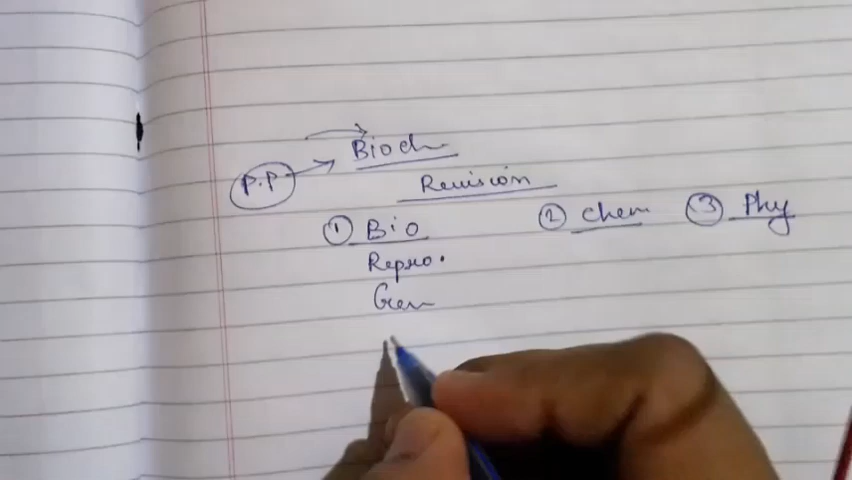 P.P → Bioch
Revision
① Bio ② Chem ③ Phy
Repro.
Gen